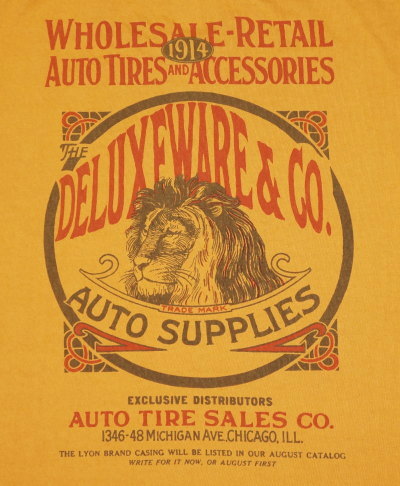 WHOLESALE-RETAIL
1914
AUTO TIRES AND ACCESSORIES
THE
DELUXEWARE & CO.
TRADE MARK
AUTO SUPPLIES
EXCLUSIVE DISTRIBUTORS
AUTO TIRE SALES CO.
1346-48 MICHIGAN AVE. CHICAGO, ILL.
THE LYON BRAND CASING WILL BE LISTED IN OUR AUGUST CATALOG
WRITE FOR IT NOW, OR AUGUST FIRST